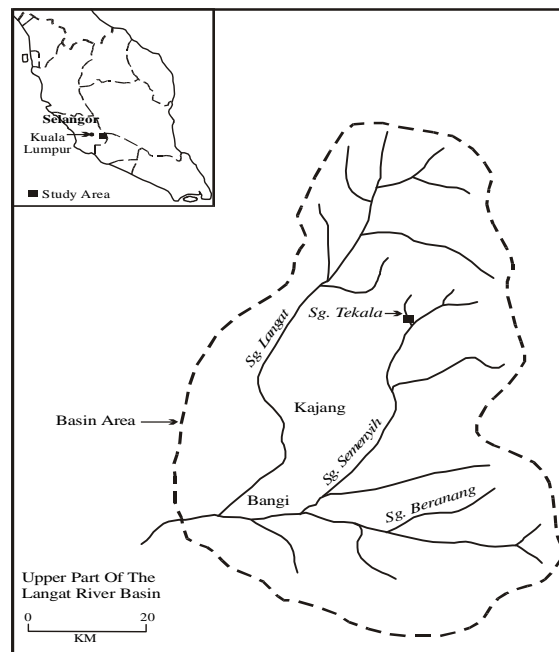 Selangor
Kuala
Lumpur
Study Area
Sg. Tekala
Sg. Langat
Kajang
Basin Area
Sg. Semenyih
Bangi
Sg. Beranang
Upper Part Of The
Langat River Basin
0 20
KM